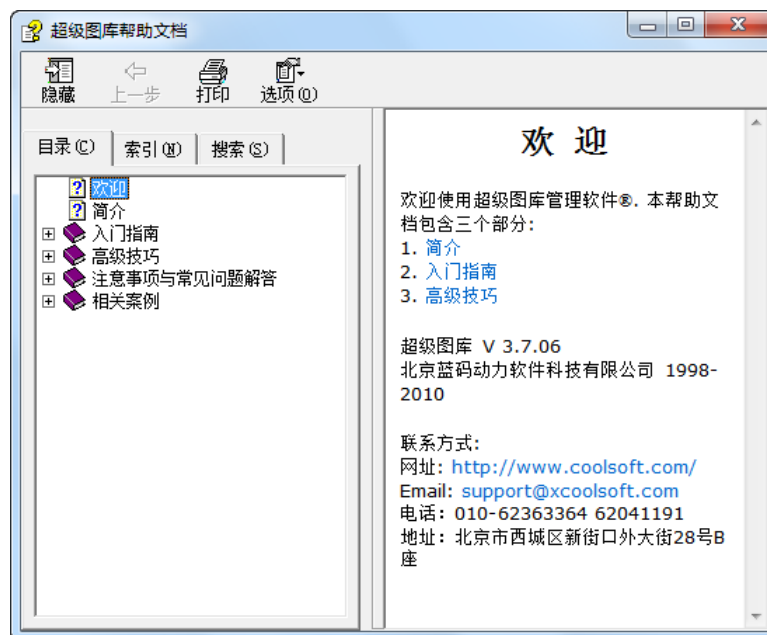 超级图库帮助文档
隐藏 上一步 打印 选项(O)
目录(C) 索引(N) 搜索(S)
欢迎
简介
入门指南
高级技巧
注意事项与常见问题解答
相关案例
欢 迎
欢迎使用超级图库管理软件®. 本帮助文
档包含三个部分:
1. 简介
2. 入门指南
3. 高级技巧
超级图库 V 3.7.06
北京蓝码动力软件科技有限公司 1998-
2010
联系方式:
网址: http://www.coolsoft.com/
Email: support@xcoolsoft.com
电话：010-62363364 62041191
地址：北京市西城区新街口外大街28号B
座